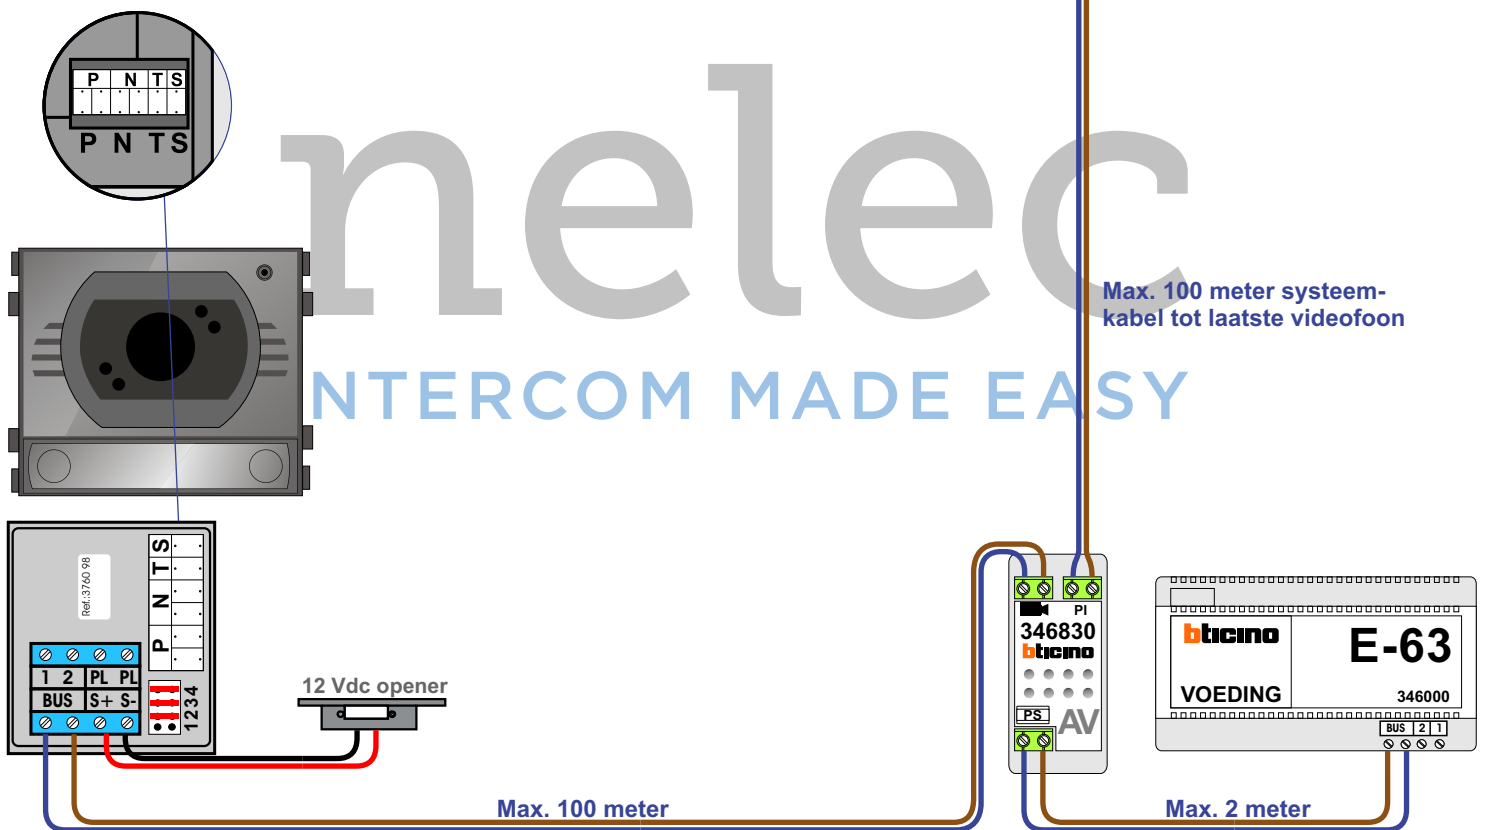 P N T S
P N T S
nelec
INTERCOM MADE EASY
Max. 100 meter systeem-
kabel tot laatste videofoon
Ref.:3760 98
P N T S
1 2 PL PL
BUS S+ S-
1234
12 Vdc opener
PI
346830
bticino
PS
AV
bticino
VOEDING
E-63
346000
BUS 2 1
Max. 100 meter
Max. 2 meter